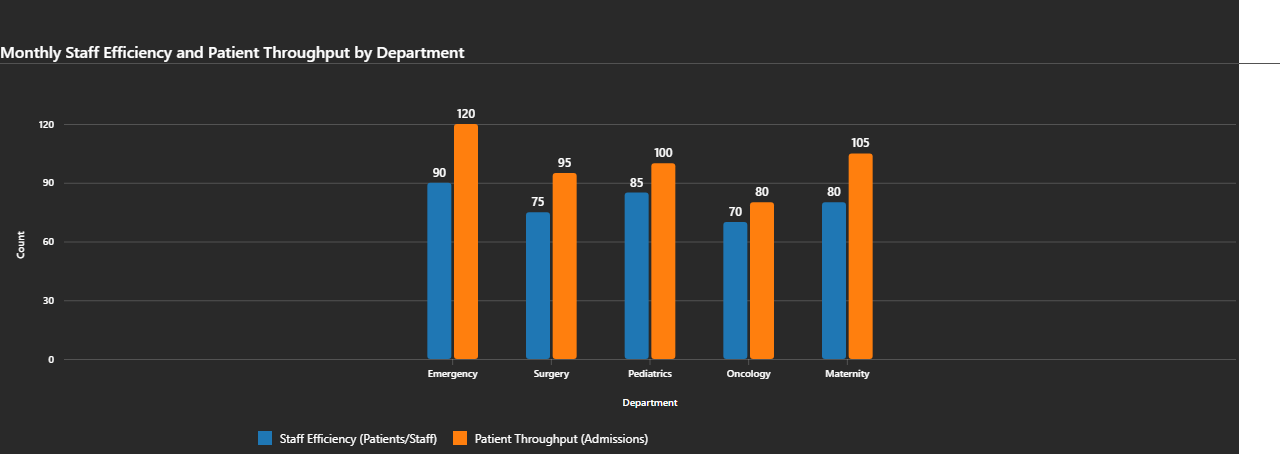 Monthly Staff Efficiency and Patient Throughput by Department
120
90
60
30
0
Count
90
120
75
95
85
100
70
80
80
105
Emergency
Surgery
Pediatrics
Oncology
Maternity
Department
Staff Efficiency (Patients/Staff)
Patient Throughput (Admissions)